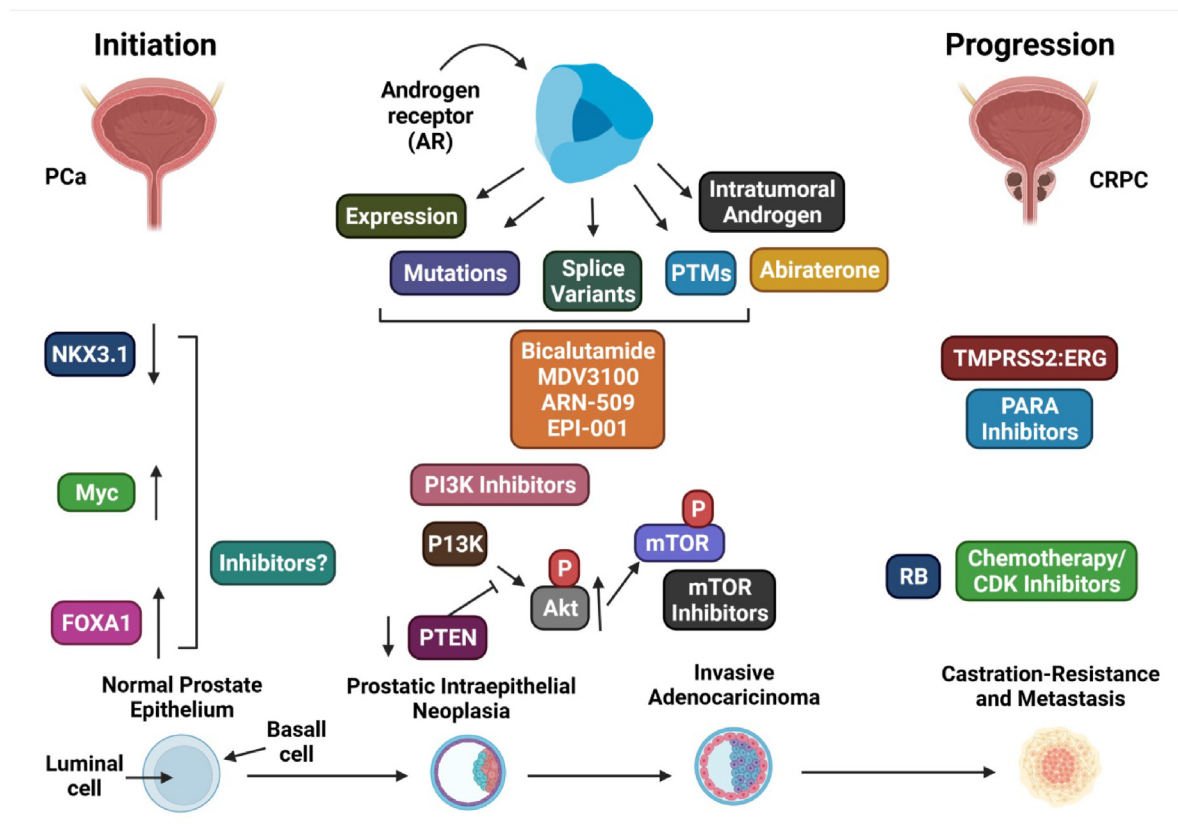 Initiation
Progression
Androgen
receptor
(AR)
PCa
CRPC
Expression
Intratumoral
Androgen
Mutations
Splice
Variants
PTMs
Abiraterone
NKX3.1
Bicalutamide
MDV3100
ARN-509
EPI-001
TMPRSS2:ERG
PARA
Inhibitors
Myc
PI3K Inhibitors
Inhibitors?
P13K
P
Akt
P
mTOR
mTOR
Inhibitors
RB
Chemotherapy/
CDK Inhibitors
FOXA1
PTEN
Normal Prostate
Epithelium
Prostatic Intraepithelial
Neoplasia
Invasive
Adenocaricinoma
Castration-Resistance
and Metastasis
Basall
cell
Luminal
cell